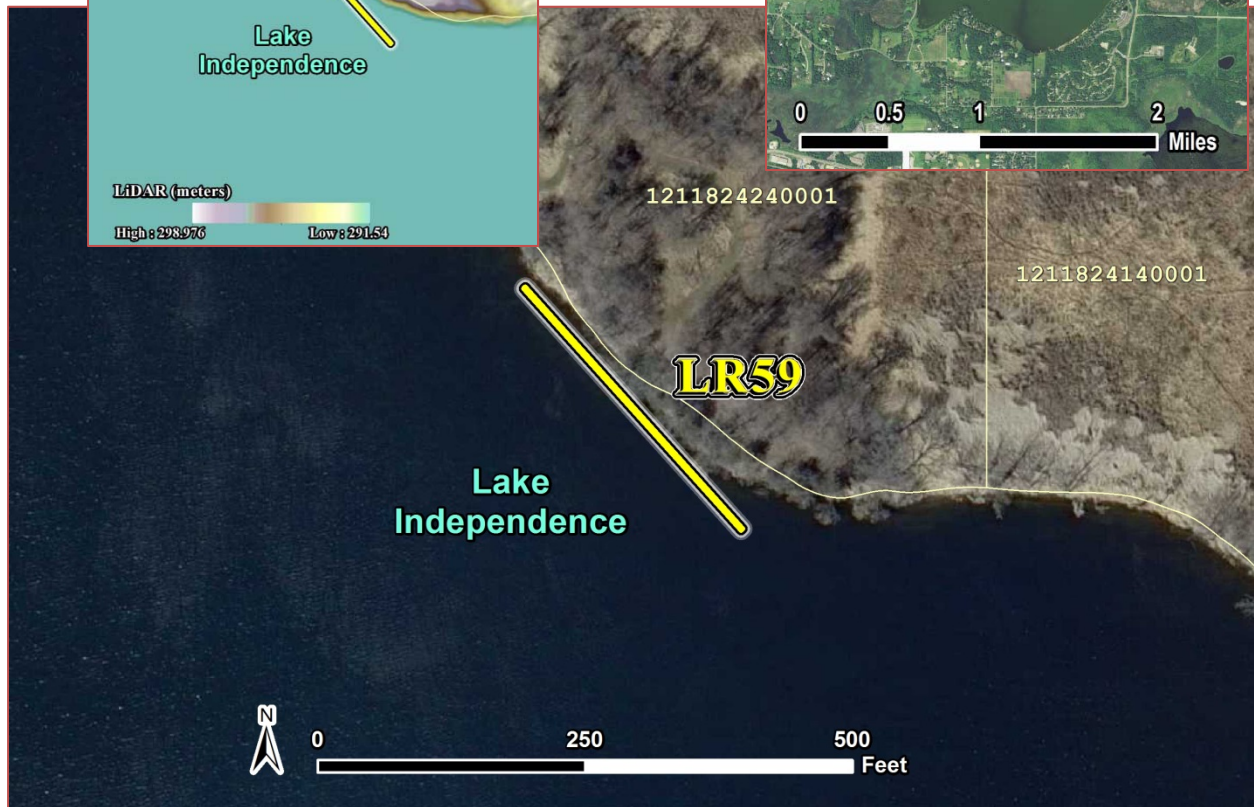 Lake
Independence
LiDAR (meters)
High : 298.976 Low : 291.54
0 0.5 1 2
Miles
1211824240001
1211824140001
LR59
Lake
Independence
N
0 250 500
Feet